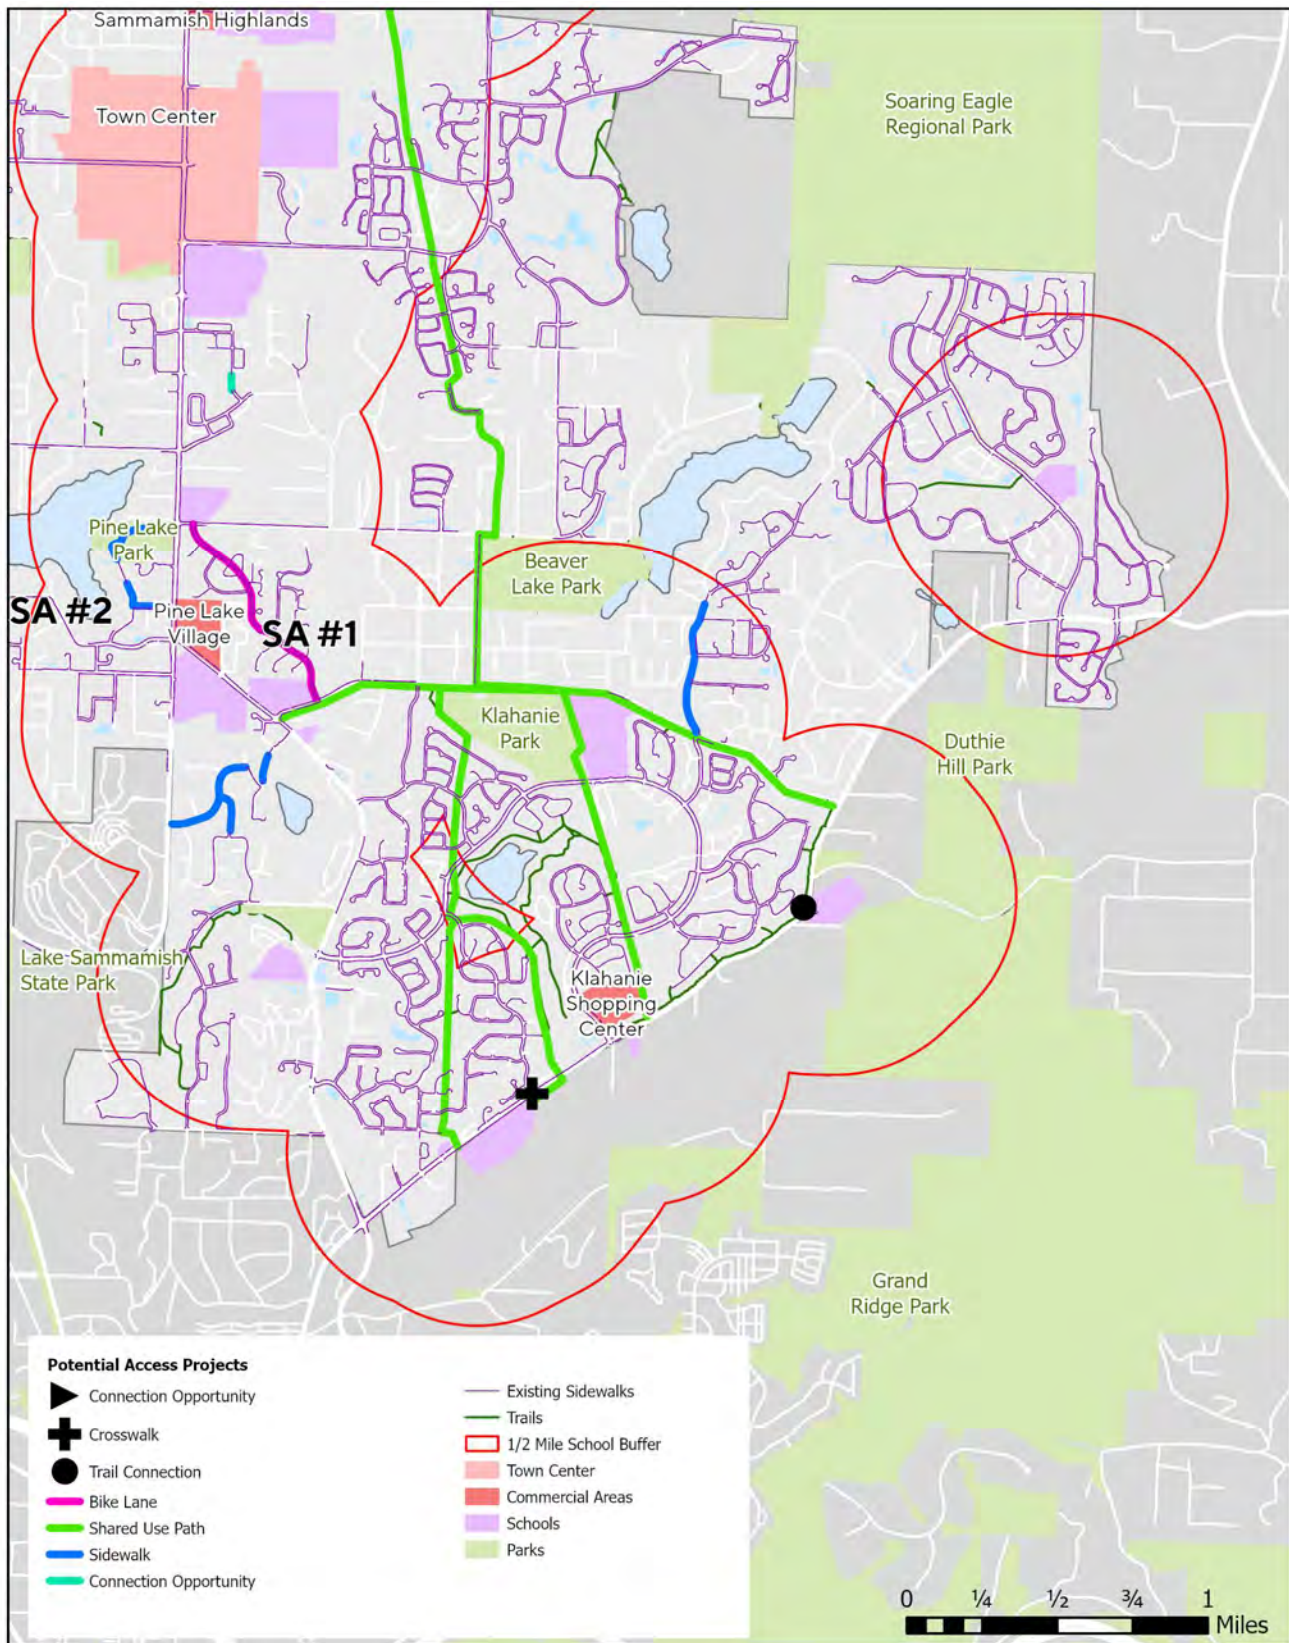 Sammamish Highlands
Town Center
Soaring Eagle
Regional Park
Pine Lake
Park
Beaver
Lake Park
SA #2
Pine Lake
Village
SA #1
Klahanie
Park
Duthie
Hill Park
Lake Sammamish
State Park
Klahanie
Shopping
Center
Grand
Ridge Park
Potential Access Projects
Connection Opportunity
Crosswalk
Trail Connection
Bike Lane
Shared Use Path
Sidewalk
Connection Opportunity
Existing Sidewalks
Trails
1/2 Mile School Buffer
Town Center
Commercial Areas
Schools
Parks
0 ¼ ½ ¾ 1
Miles